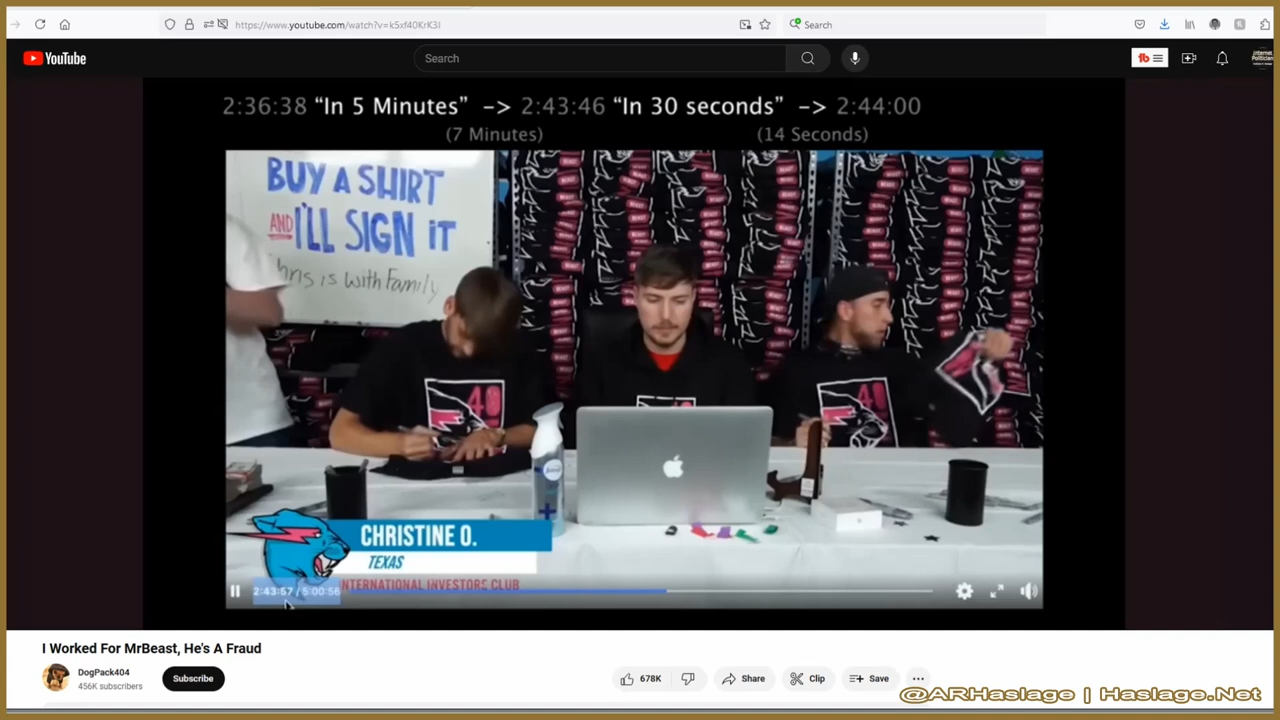 https://www.youtube.com/watch?v=k5xf40KrK3I
Search
YouTube
Search
2:36:38 “In 5 Minutes” –> 2:43:46 “In 30 seconds” –> 2:44:00
(7 Minutes) (14 Seconds)
BUY A SHIRT
AND I'LL SIGN IT
Chris is with Family
CHRISTINE O.
TEXAS
INTERNATIONAL INVESTORS CLUB
2:43:57 / 5:00:56
I Worked For MrBeast, He's A Fraud
DogPack404
456K subscribers
Subscribe
678K
Share
Clip
Save
@ARHaslage | Haslage.Net